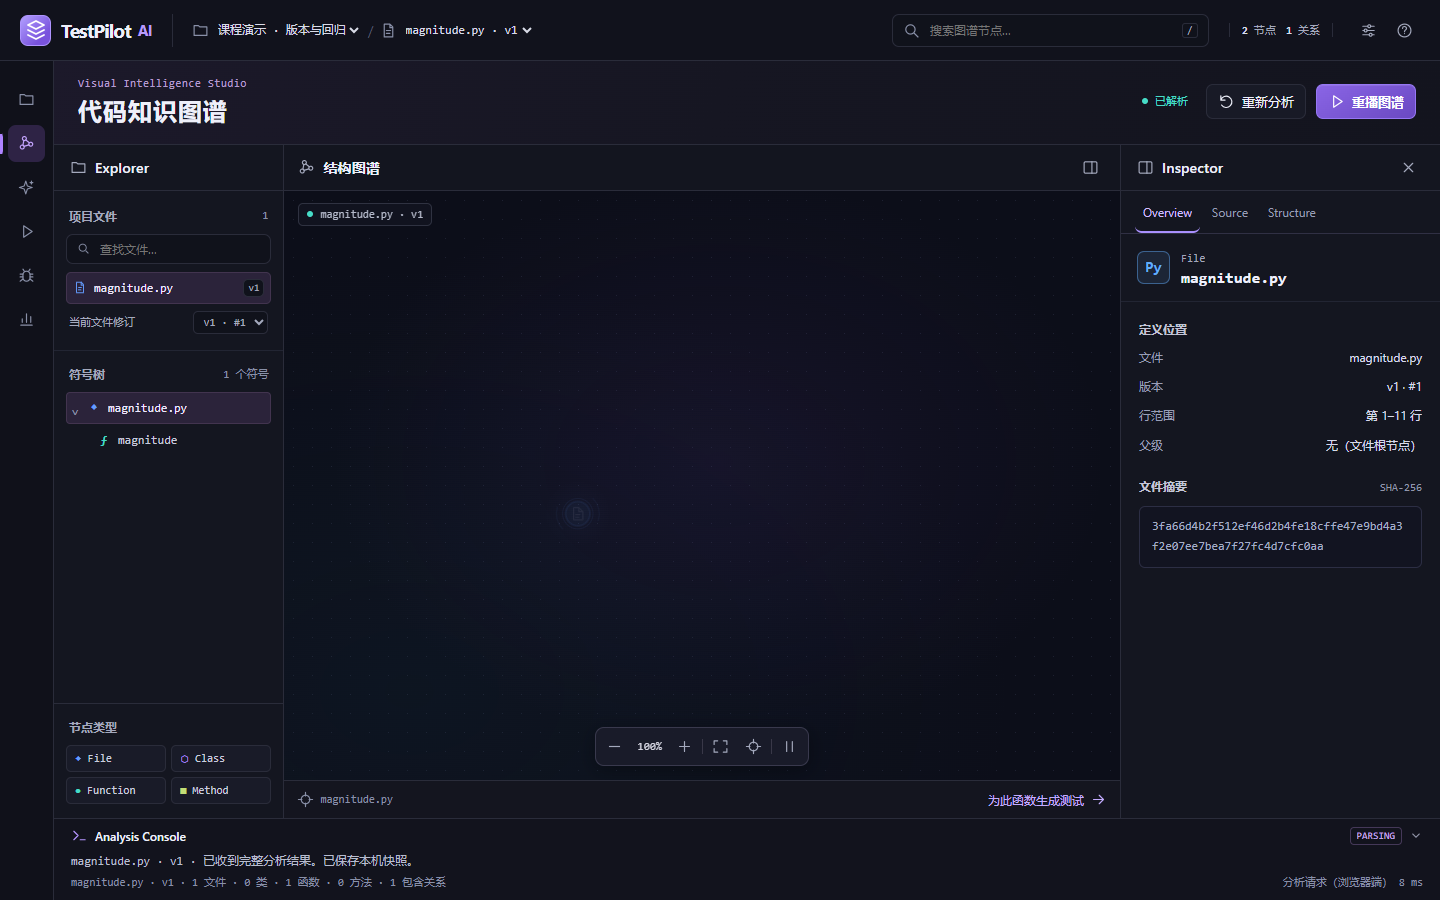 TestPilot AI
课程演示 · 版本与回归
/
magnitude.py · v1
搜索图谱节点...
/
2 节点 1 关系
Visual Intelligence Studio
代码知识图谱
已解析
重新分析
重播图谱
Explorer
项目文件
1
查找文件...
magnitude.py
v1
当前文件修订
v1 · #1
符号树
1 个符号
magnitude.py
ƒ magnitude
节点类型
File
Class
Function
Method
结构图谱
magnitude.py · v1
100%
magnitude.py
为此函数生成测试
Inspector
Overview
Source
Structure
Py
File
magnitude.py
定义位置
文件
magnitude.py
版本
v1 · #1
行范围
第 1–11 行
父级
无（文件根节点）
文件摘要
SHA-256
3fa66d4b2f512ef46d2b4fe18cffe47e9bd4a3
f2e07ee7bea7f27fc4d7cfc0aa
Analysis Console
PARSING
magnitude.py · v1 · 已收到完整分析结果。已保存本机快照。
magnitude.py · v1 · 1 文件 · 0 类 · 1 函数 · 0 方法 · 1 包含关系
分析请求（浏览器端） 8 ms